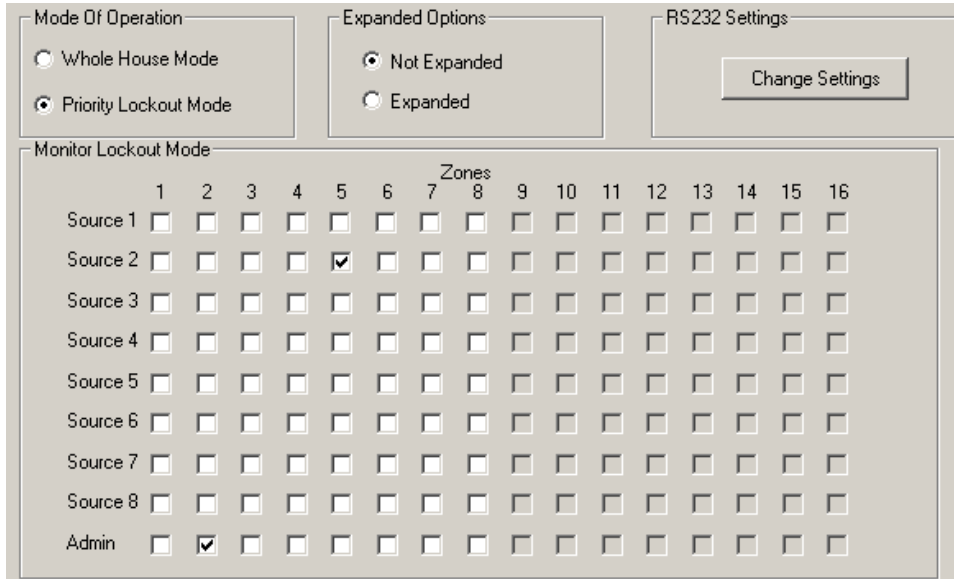 Mode Of Operation
Whole House Mode
Priority Lockout Mode
Expanded Options
Not Expanded
Expanded
RS232 Settings
Change Settings
Monitor Lockout Mode
Zones
1 2 3 4 5 6 7 8 9 10 11 12 13 14 15 16
Source 1
Source 2
Source 3
Source 4
Source 5
Source 6
Source 7
Source 8
Admin